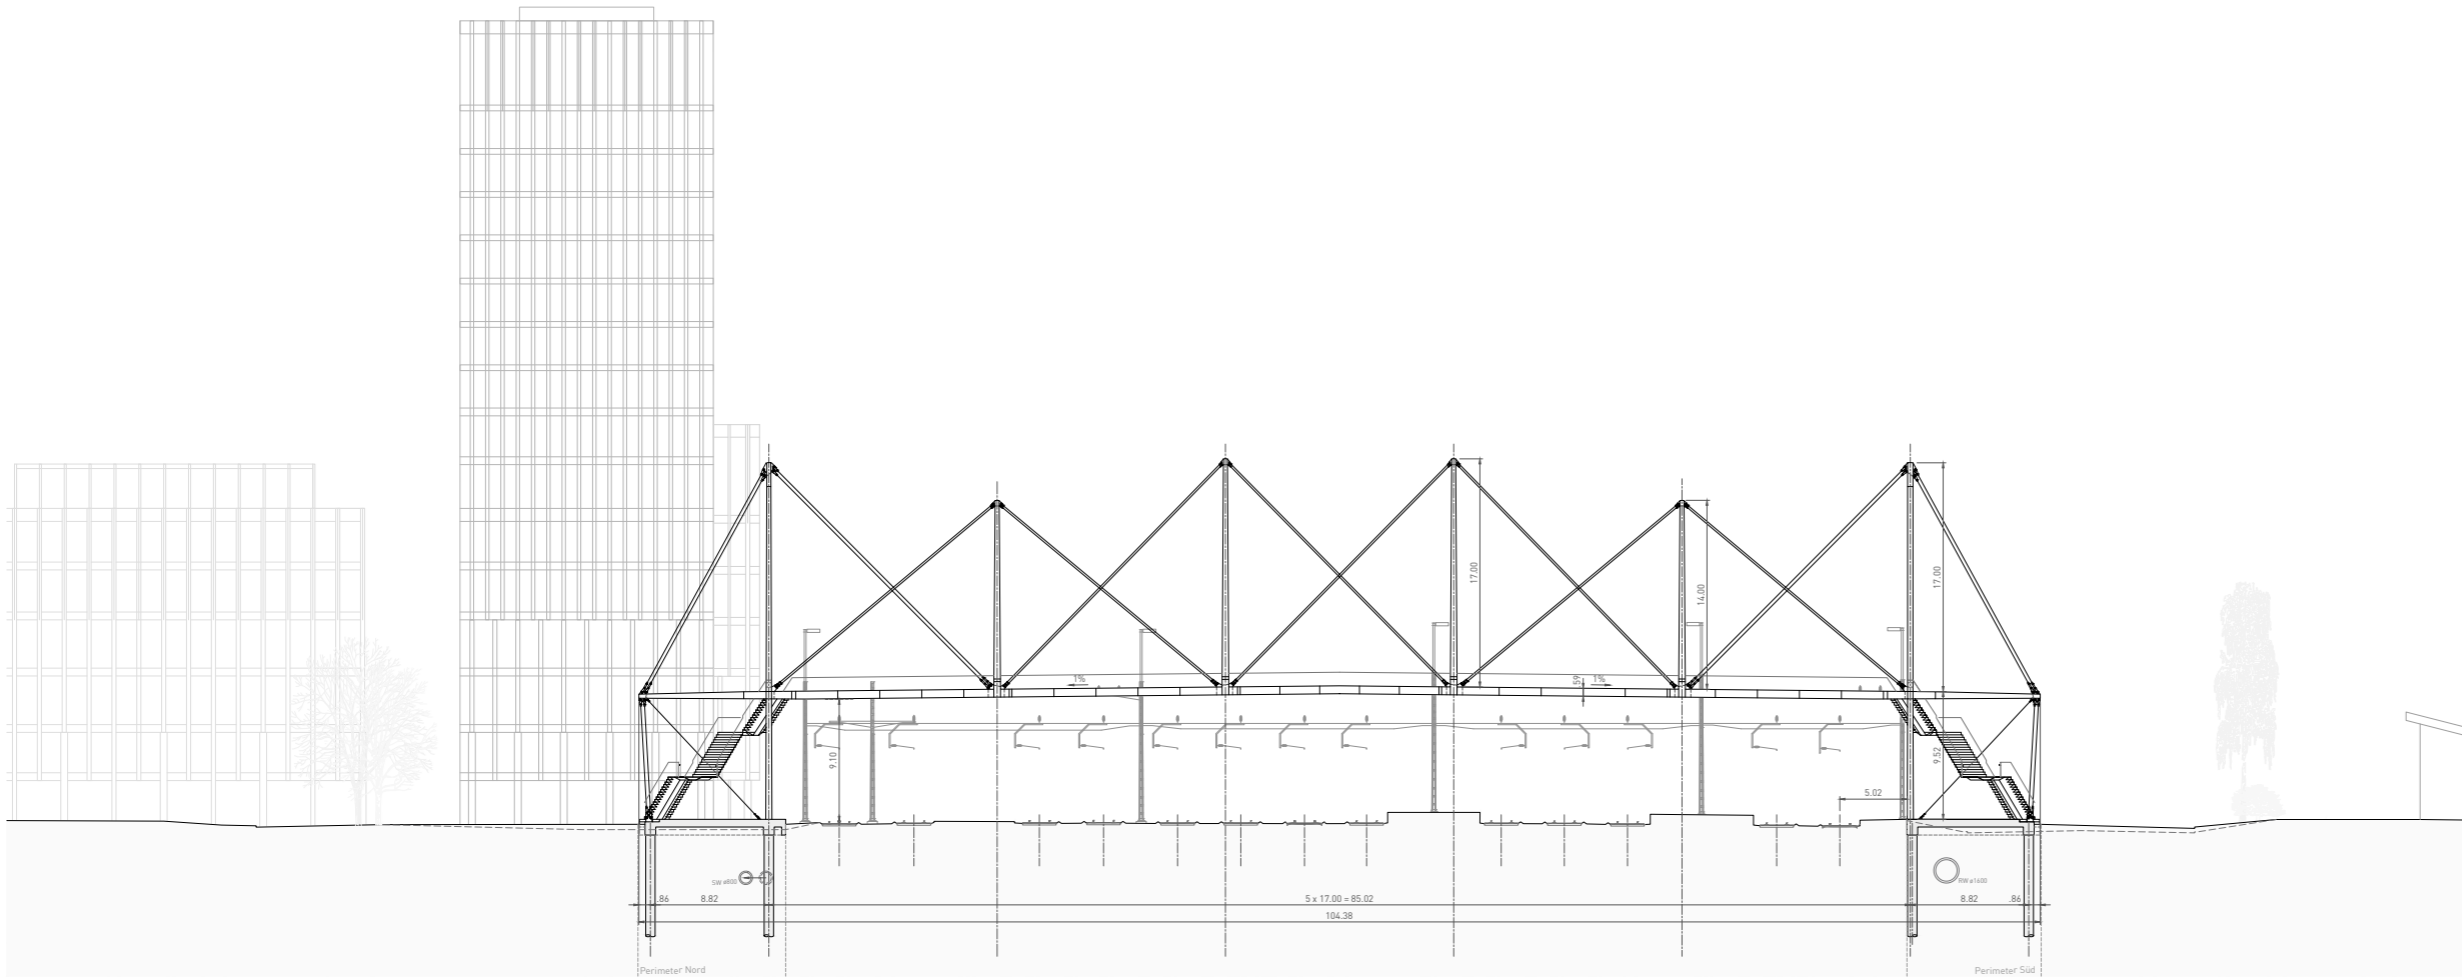 17.00
14.00
17.00
1%
.59
1%
9.10
9.52
5.02
SW ø800
RW ø1600
.86
8.82
5 x 17.00 = 85.02
8.82
.86
104.38
Perimeter Nord
Perimeter Süd